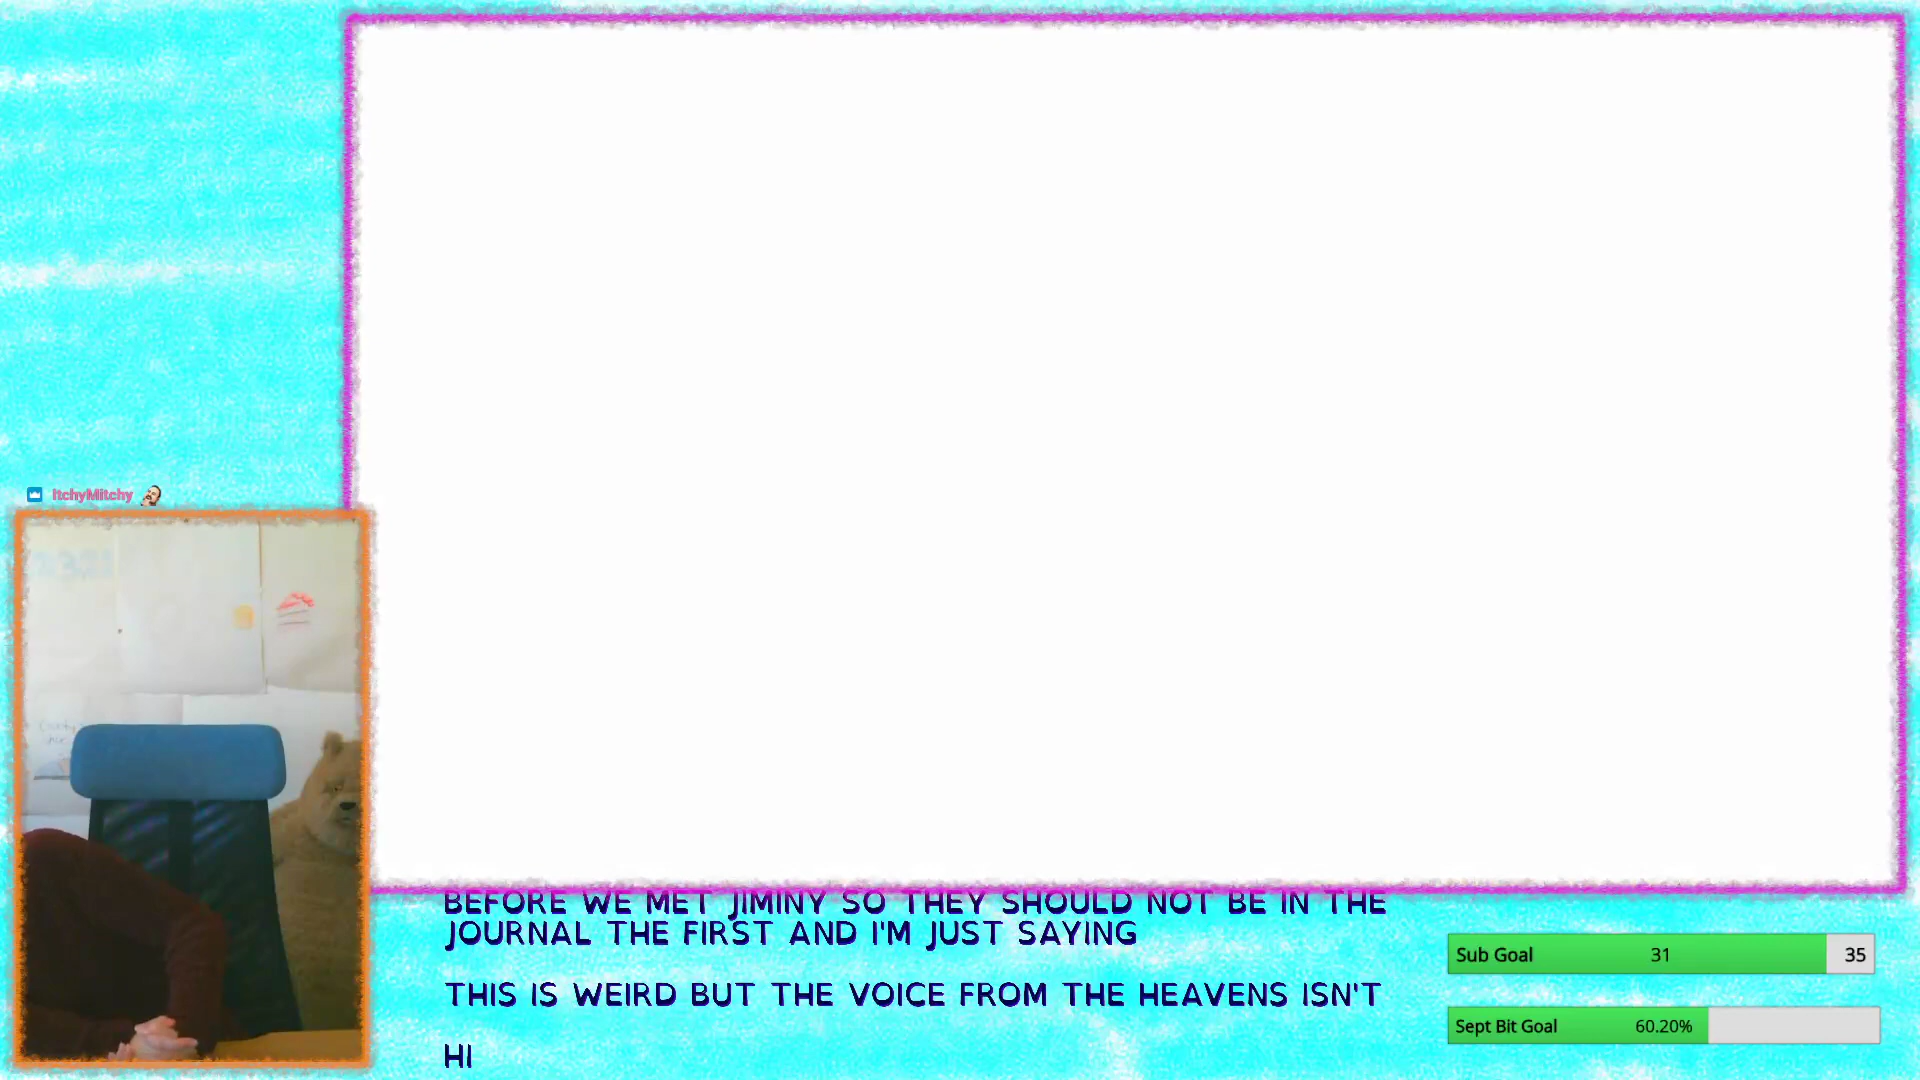 ItchyMitchy
BEFORE WE MET JIMINY SO THEY SHOULD NOT BE IN THE
JOURNAL THE FIRST AND I'M JUST SAYING
THIS IS WEIRD BUT THE VOICE FROM THE HEAVENS ISN'T
HI
Sub Goal 31 35
Sept Bit Goal 60.20%